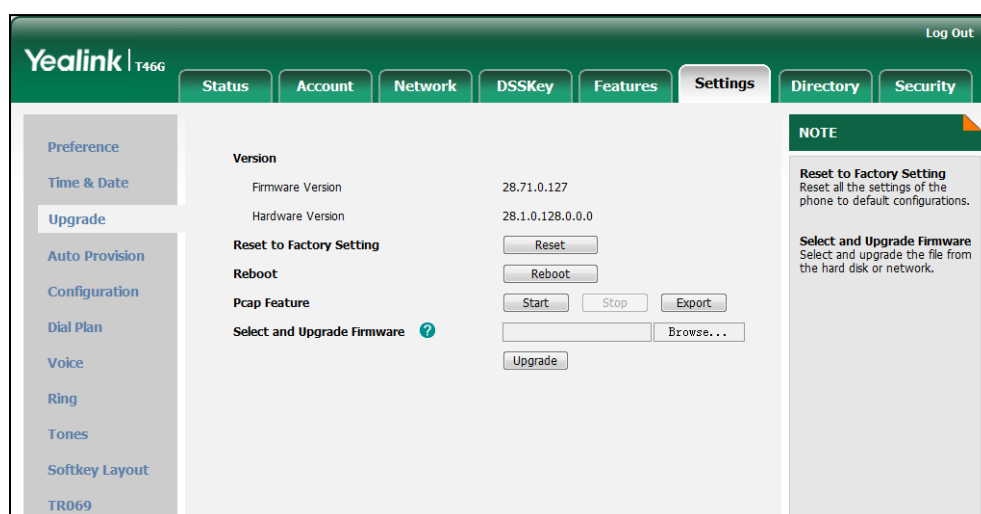 Log Out
Yealink | T46G
Status Account Network DSSKey Features Settings Directory Security
Preference
Time & Date
Upgrade
Auto Provision
Configuration
Dial Plan
Voice
Ring
Tones
Softkey Layout
TR069
Version
Firmware Version 28.71.0.127
Hardware Version 28.1.0.128.0.0.0
Reset to Factory Setting Reset
Reboot Reboot
Pcap Feature Start Stop Export
Select and Upgrade Firmware ? Browse...
Upgrade
NOTE
Reset to Factory Setting
Reset all the settings of the
phone to default configurations.
Select and Upgrade Firmware
Select and upgrade the file from
the hard disk or network.